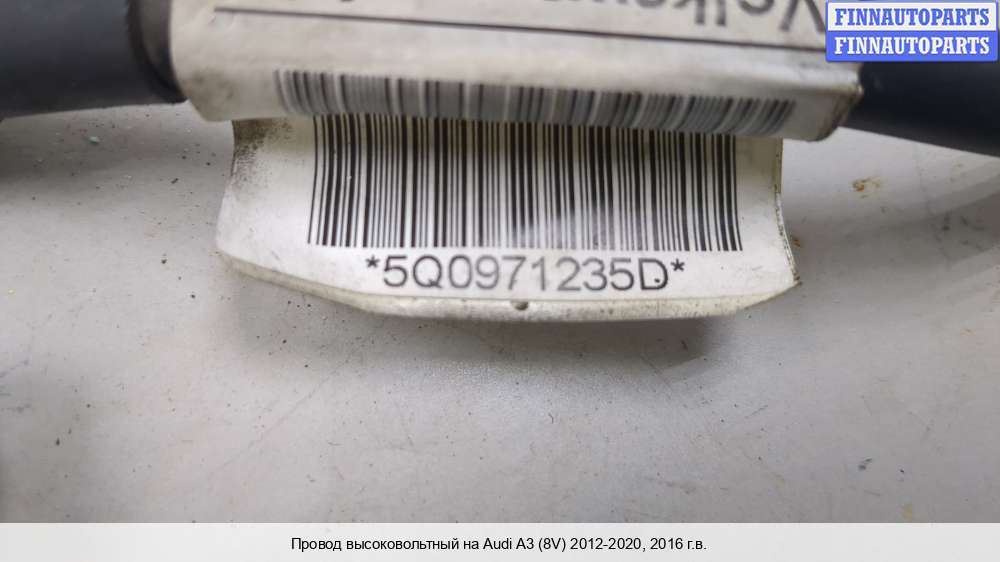 FINNAUTOPARTS
FINNAUTOPARTS
*5Q0971235D*
Провод высоковольтный на Audi A3 (8V) 2012-2020, 2016 г.в.